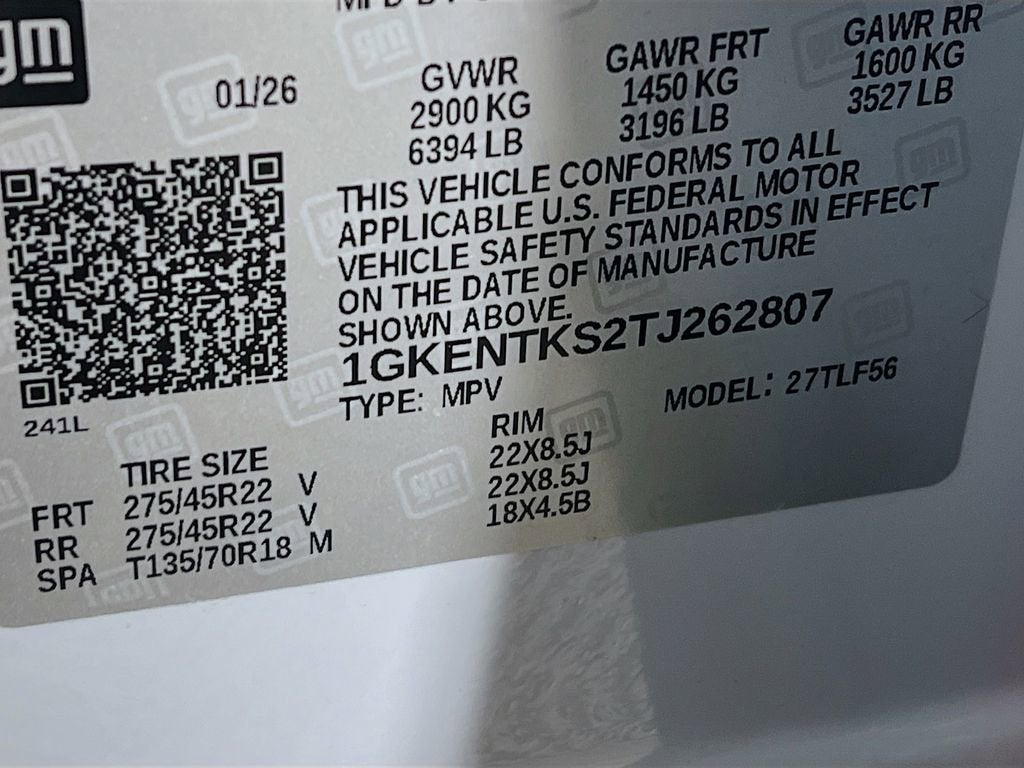 gm
01/26
GVWR
2900 KG
6394 LB
GAWR FRT
1450 KG
3196 LB
GAWR RR
1600 KG
3527 LB
THIS VEHICLE CONFORMS TO ALL
APPLICABLE U.S. FEDERAL MOTOR
VEHICLE SAFETY STANDARDS IN EFFECT
ON THE DATE OF MANUFACTURE
SHOWN ABOVE.
1GKENTKS2TJ262807
TYPE: MPV
MODEL: 27TLF56
241L
TIRE SIZE
RIM
FRT 275/45R22 V 22X8.5J
RR 275/45R22 V 22X8.5J
SPA T135/70R18 M 18X4.5B